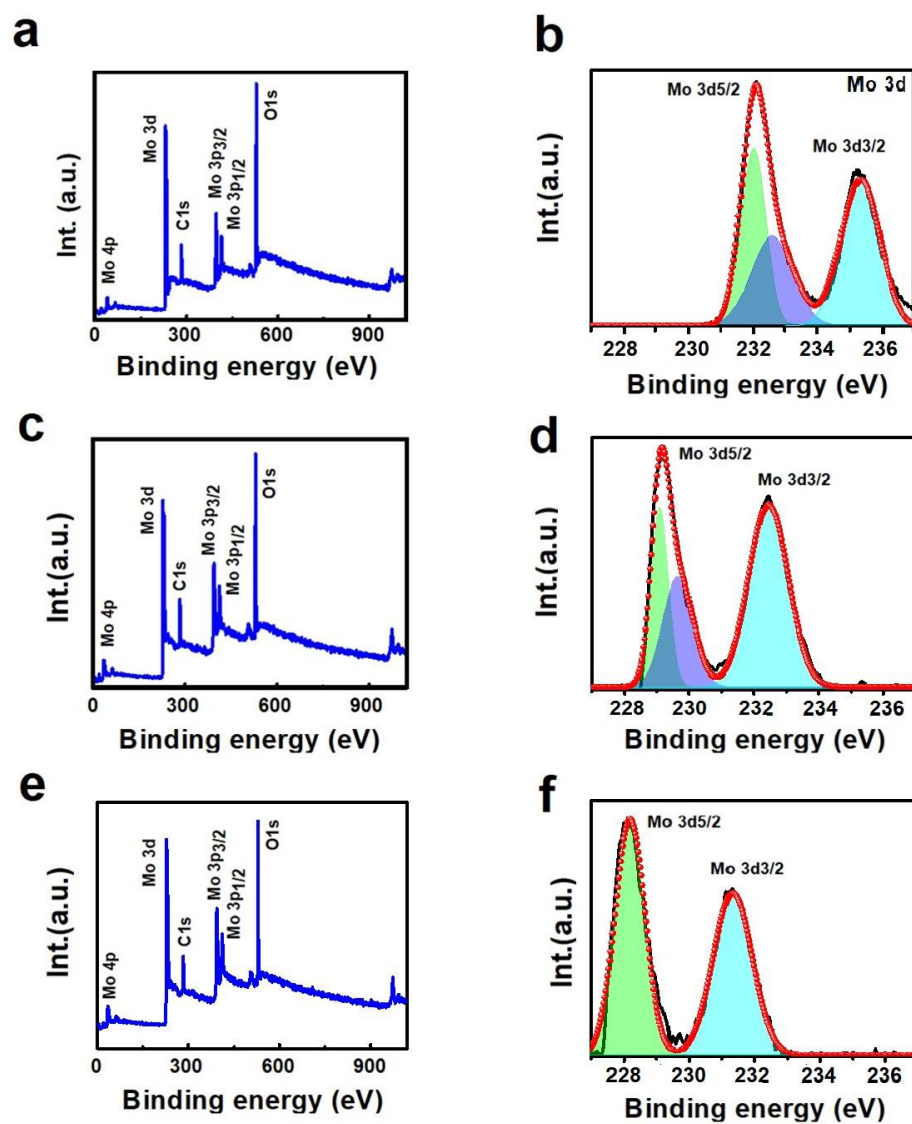 a
Int. (a.u.)
Mo 4p
Mo 3d
C1s
Mo 3p3/2
Mo 3p1/2
O1s
0 300 600 900
Binding energy (eV)
b
Int.(a.u.)
Mo 3d5/2
Mo 3d
Mo 3d3/2
228 230 232 234 236
Binding energy (eV)
c
Int.(a.u.)
Mo 4p
Mo 3d
C1s
Mo 3p3/2
Mo 3p1/2
O1s
0 300 600 900
Binding energy (eV)
d
Int.(a.u.)
Mo 3d5/2
Mo 3d3/2
228 230 232 234 236
Binding energy (eV)
e
Int.(a.u.)
Mo 4p
Mo 3d
C1s
Mo 3p3/2
Mo 3p1/2
O1s
0 300 600 900
Binding energy (eV)
f
Int.(a.u.)
Mo 3d5/2
Mo 3d3/2
228 230 232 234 236
Binding energy (eV)